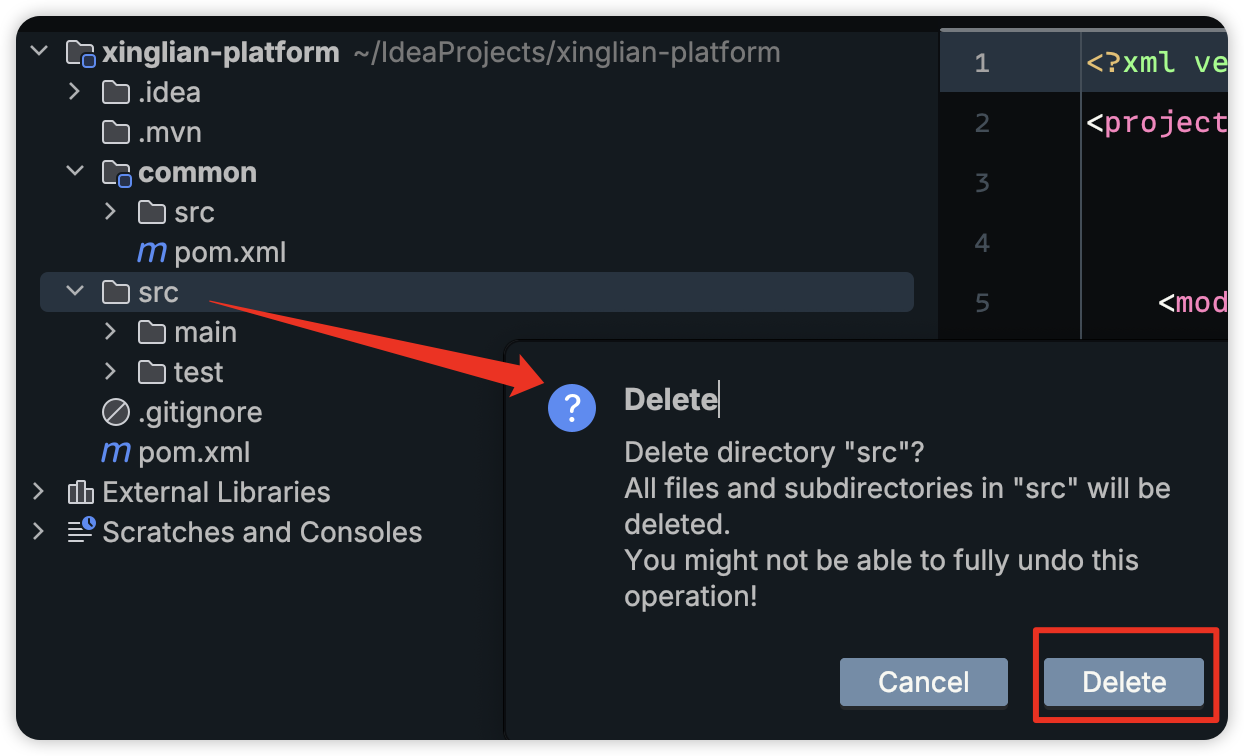 xinglian-platform ~/IdeaProjects/xinglian-platform
.idea
.mvn
common
src
m pom.xml
src
main
test
.gitignore
m pom.xml
External Libraries
Scratches and Consoles
1 <?xml ve
2 <project
3
4
5 <mod
? Delete
Delete directory "src"?
All files and subdirectories in "src" will be
deleted.
You might not be able to fully undo this
operation!
Cancel Delete